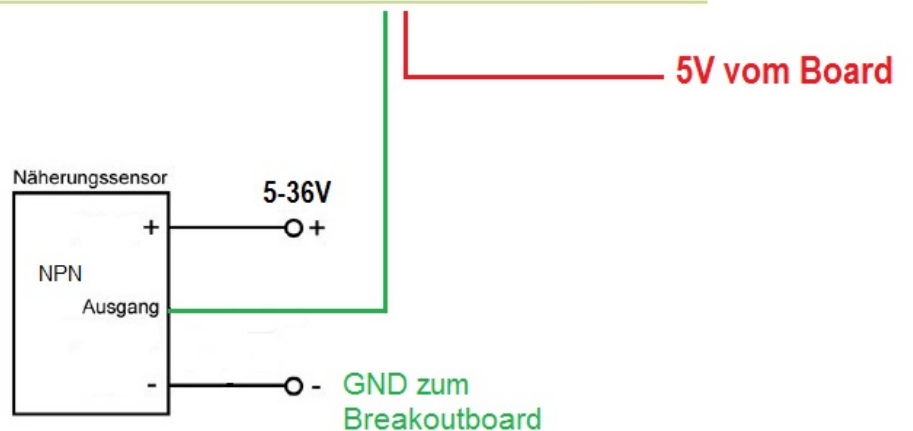 5V vom Board
Näherungssensor
5-36V
+
+
NPN
Ausgang
-
-
GND zum
Breakoutboard